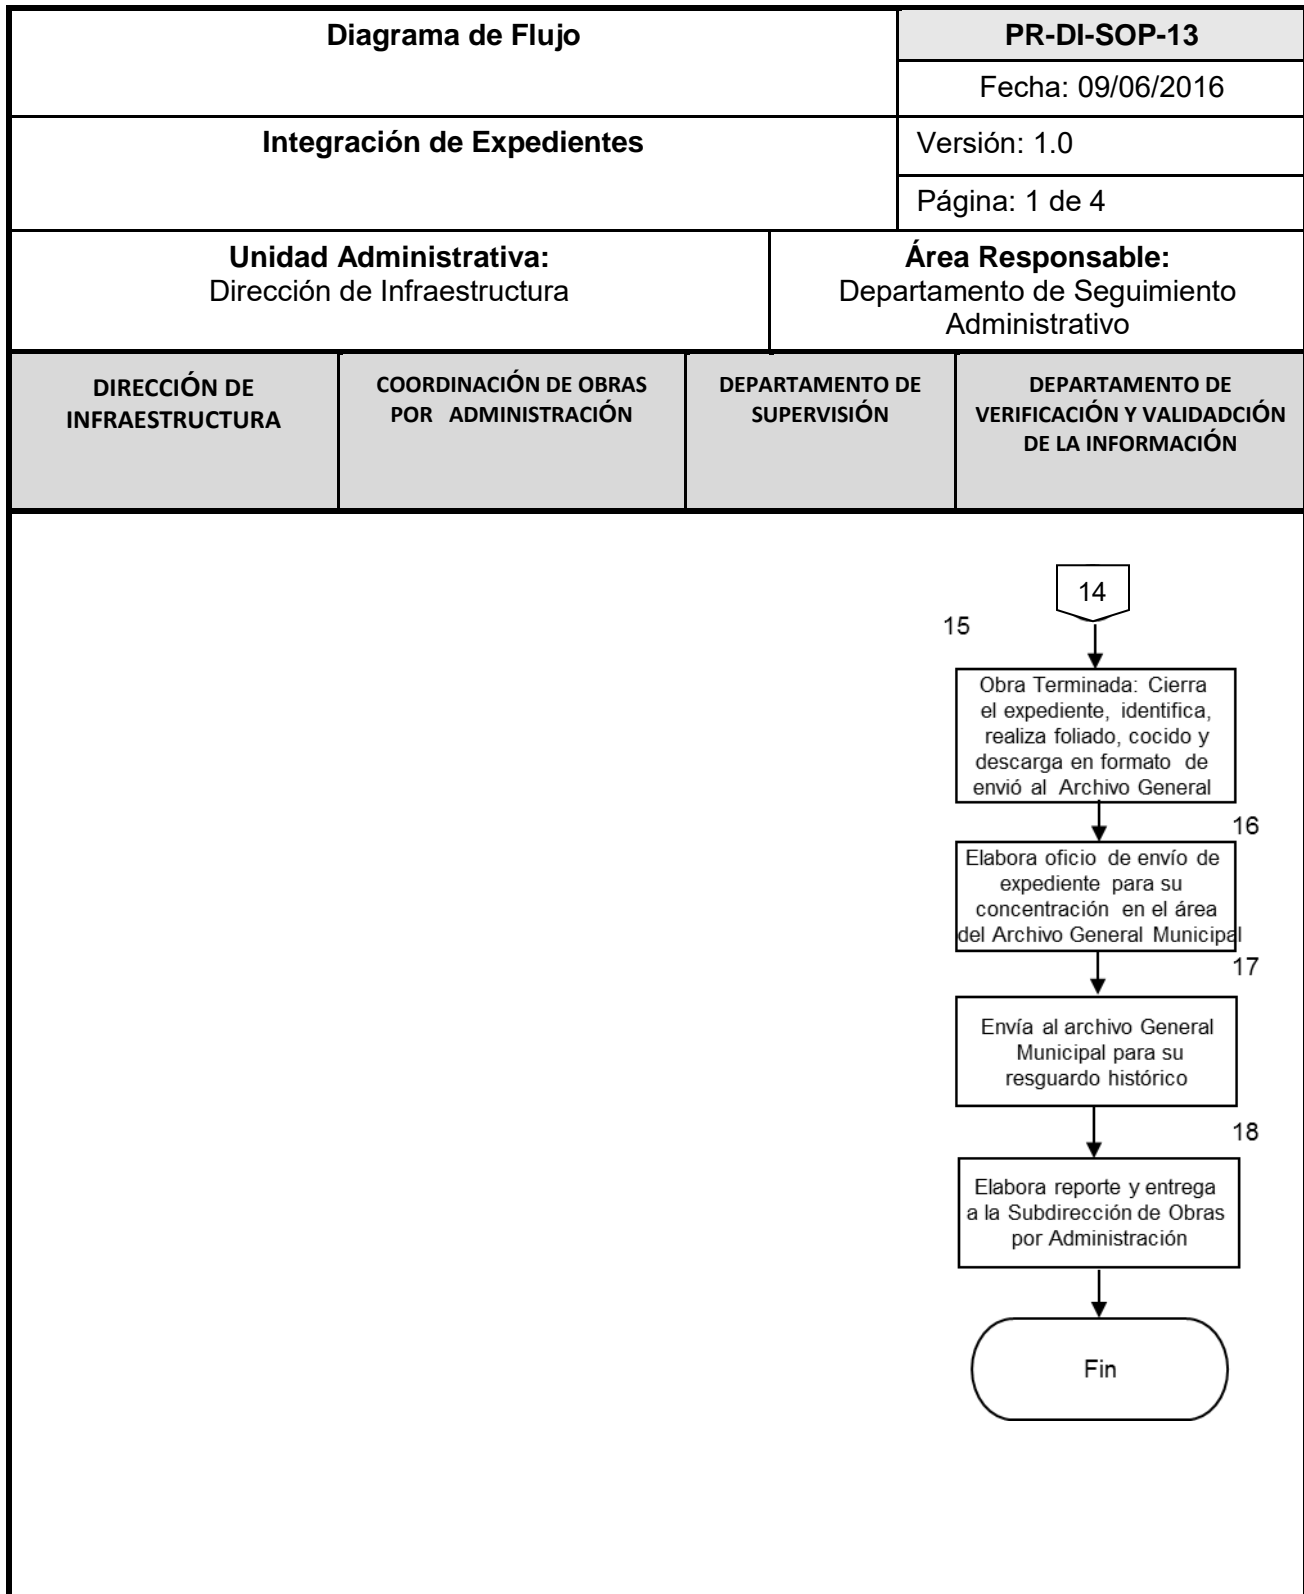 Diagrama de Flujo
PR-DI-SOP-13
Fecha: 09/06/2016
Integración de Expedientes
Versión: 1.0
Página: 1 de 4
Unidad Administrativa:
Dirección de Infraestructura
Área Responsable:
Departamento de Seguimiento
Administrativo
DIRECCIÓN DE
INFRAESTRUCTURA
COORDINACIÓN DE OBRAS
POR ADMINISTRACIÓN
DEPARTAMENTO DE
SUPERVISIÓN
DEPARTAMENTO DE
VERIFICACIÓN Y VALIDADCIÓN
DE LA INFORMACIÓN
14
15
Obra Terminada: Cierra
el expediente, identifica,
realiza foliado, cocido y
descarga en formato de
envió al Archivo General
16
Elabora oficio de envío de
expediente para su
concentración en el área
del Archivo General Municipal
17
Envía al archivo General
Municipal para su
resguardo histórico
18
Elabora reporte y entrega
a la Subdirección de Obras
por Administración
Fin